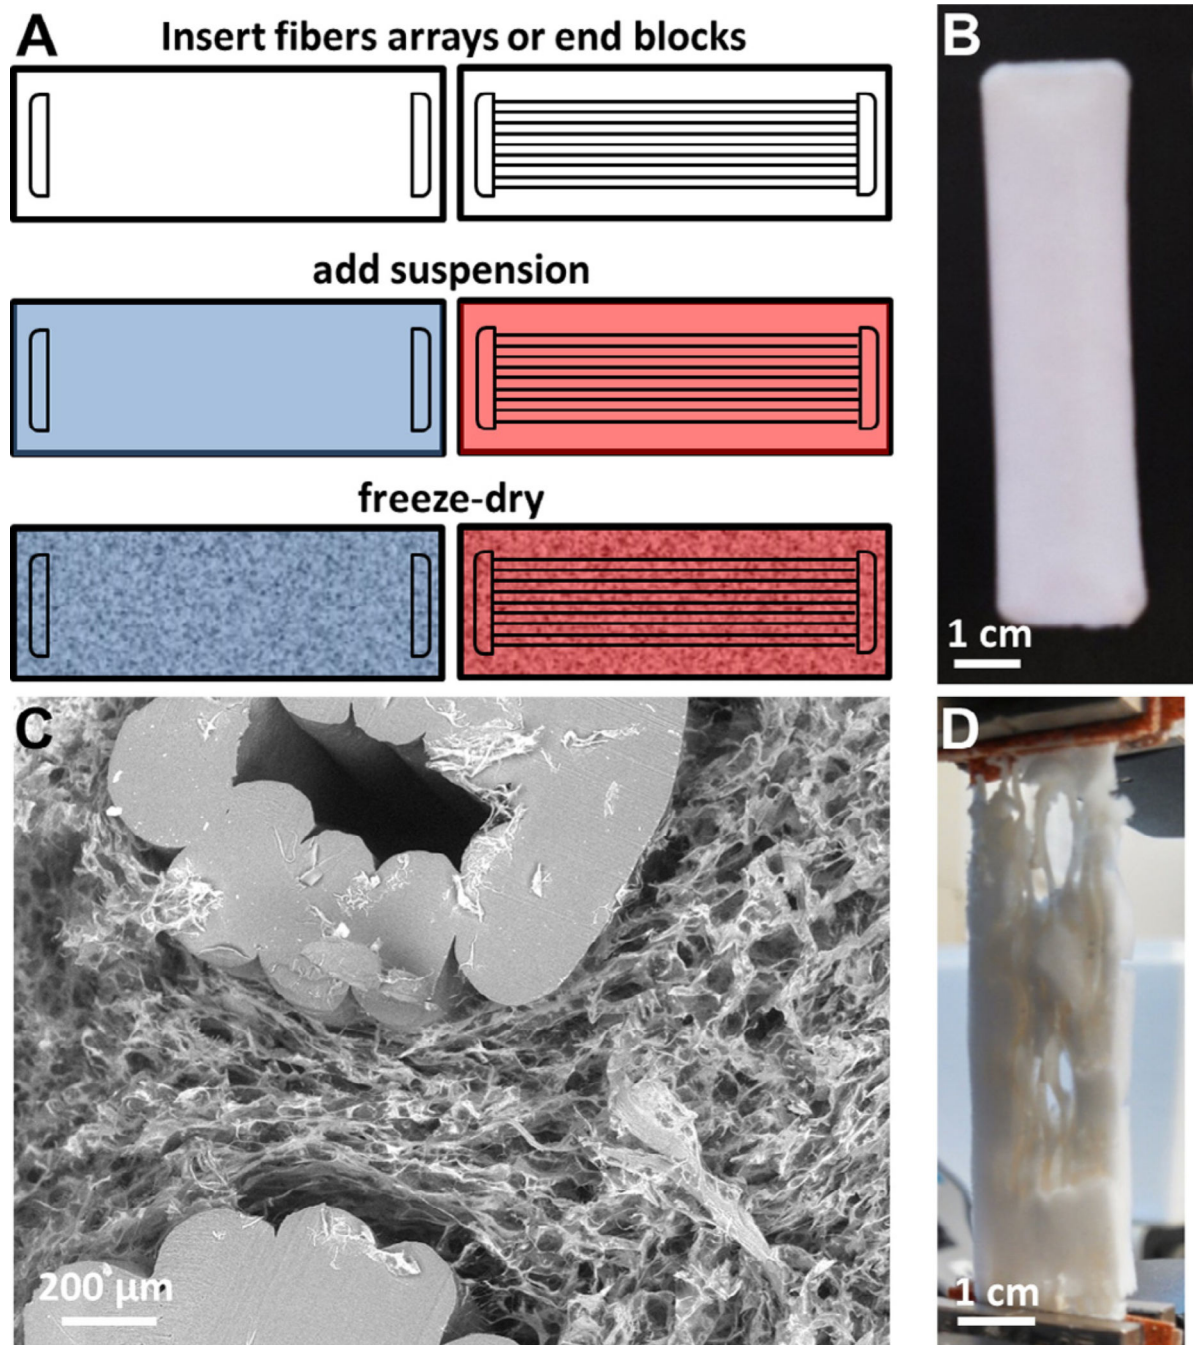 A
Insert fibers arrays or end blocks
add suspension
freeze-dry
B
1 cm
C
200 μm
D
1 cm